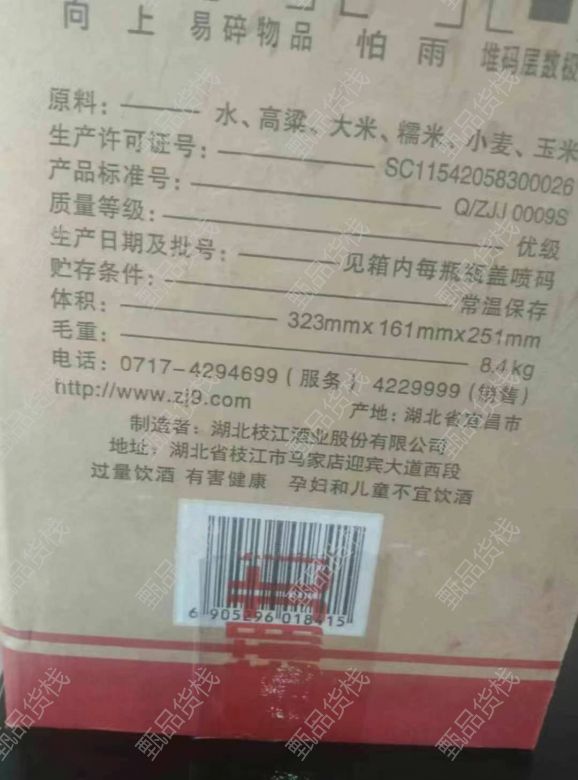 向上 易碎物品 怕雨 堆码层数极
原料： 水、高粱、大米、糯米、小麦、玉米
生产许可证号： SC11542058300026
产品标准号： Q/ZJJ 0009S
质量等级： 优级
生产日期及批号： 见箱内每瓶瓶盖喷码
贮存条件： 常温保存
体积： 323mmx161mmx251mm
毛重： 8.4kg
电话：0717-4294699（服务） 4229999（销售）
http://www.zj9.com 产地：湖北省宜昌市
制造者：湖北枝江酒业股份有限公司
地址：湖北省枝江市马家店迎宾大道西段
过量饮酒 有害健康 孕妇和儿童不宜饮酒
6 905296 018415
甄品货栈